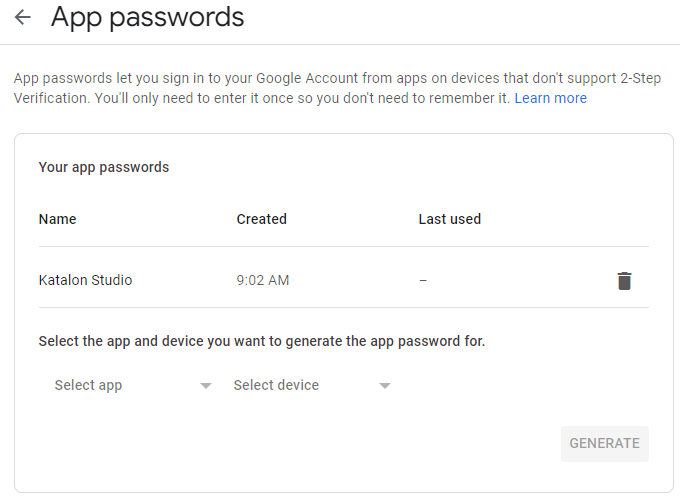 App passwords
App passwords let you sign in to your Google Account from apps on devices that don't support 2-Step
Verification. You'll only need to enter it once so you don't need to remember it. Learn more
Your app passwords
Name Created Last used
Katalon Studio 9:02 AM –
Select the app and device you want to generate the app password for.
Select app Select device
GENERATE